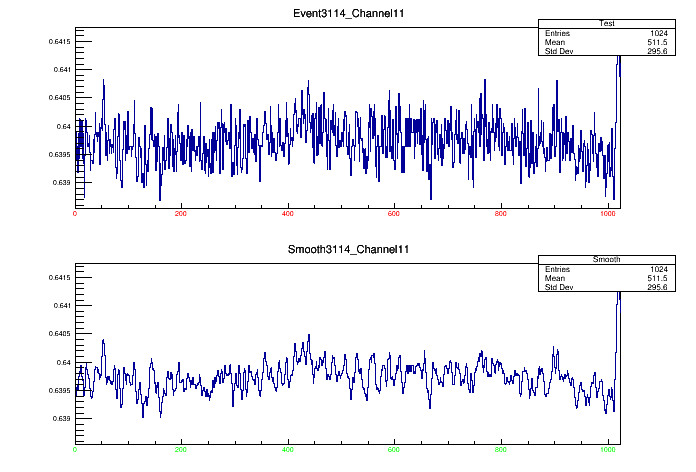 Event3114_Channel11
Test
Entries 1024
Mean 511.5
Std Dev 295.6
0.6415
0.641
0.6405
0.64
0.6395
0.639
0 200 400 600 800 1000
Smooth3114_Channel11
Smooth
Entries 1024
Mean 511.5
Std Dev 295.6
0.6415
0.641
0.6405
0.64
0.6395
0.639
0 200 400 600 800 1000